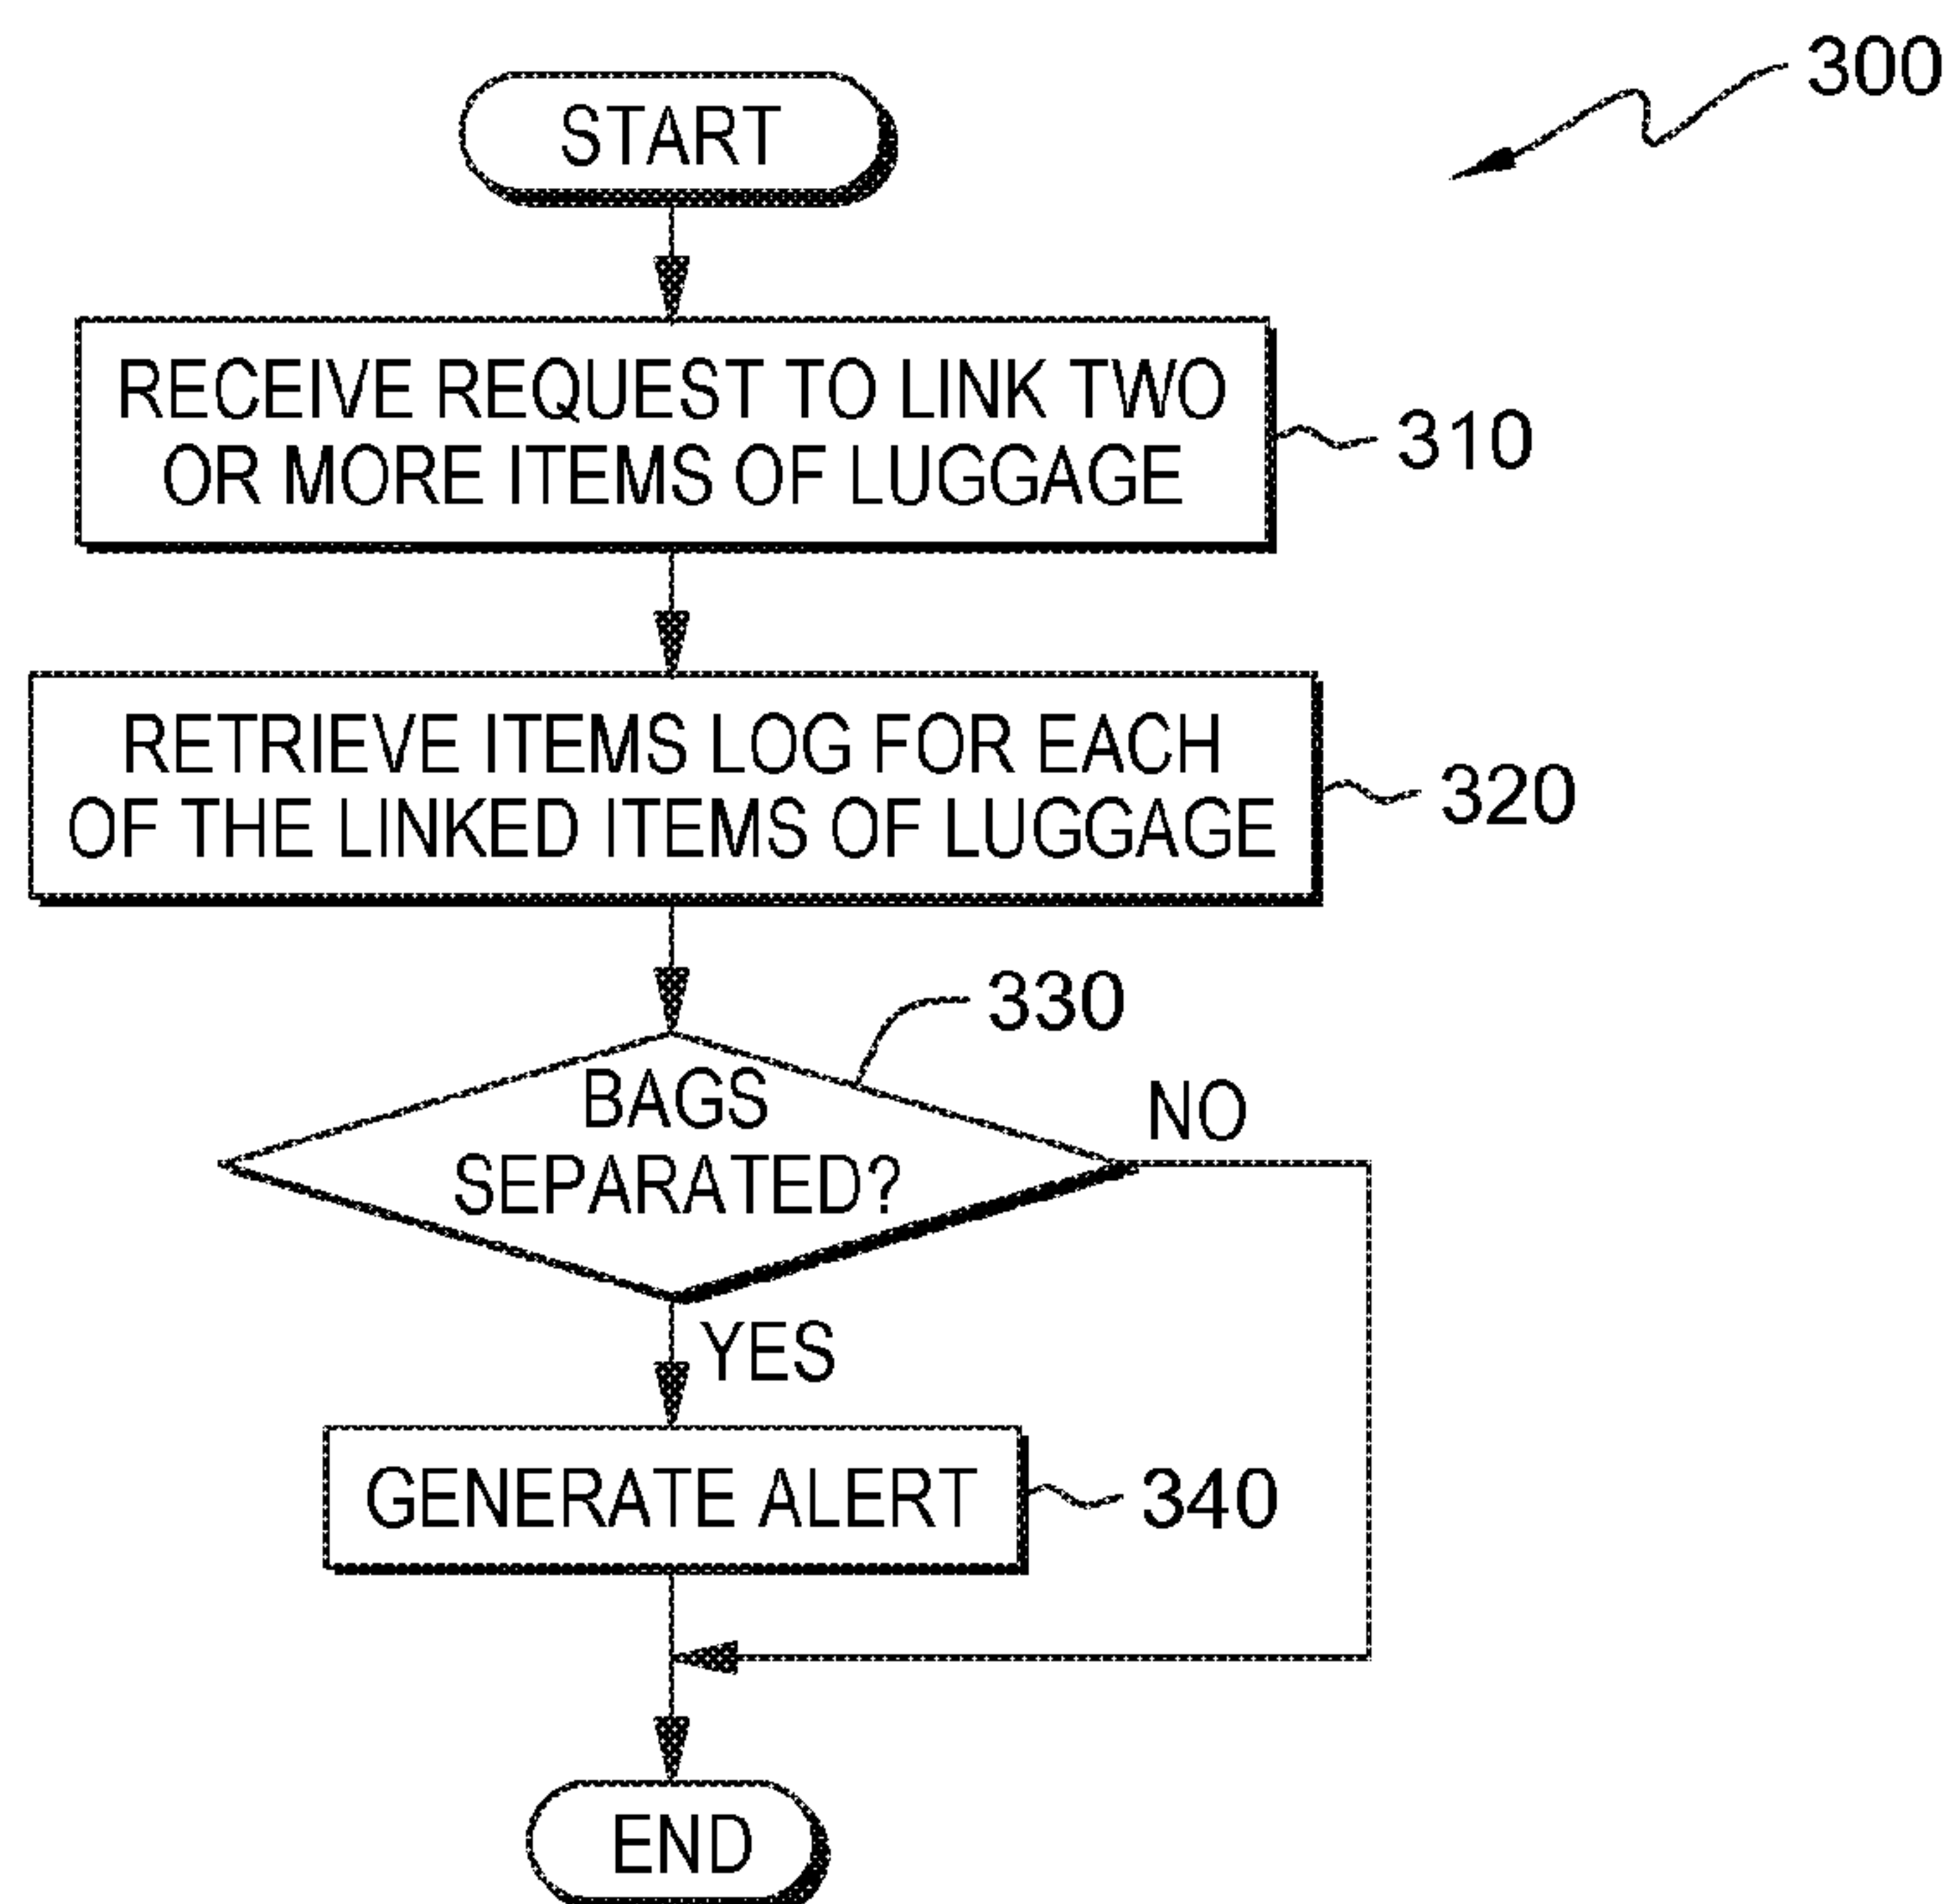 300
START
RECEIVE REQUEST TO LINK TWO
OR MORE ITEMS OF LUGGAGE
310
RETRIEVE ITEMS LOG FOR EACH
OF THE LINKED ITEMS OF LUGGAGE
320
330
BAGS
SEPARATED?
NO
YES
GENERATE ALERT
340
END